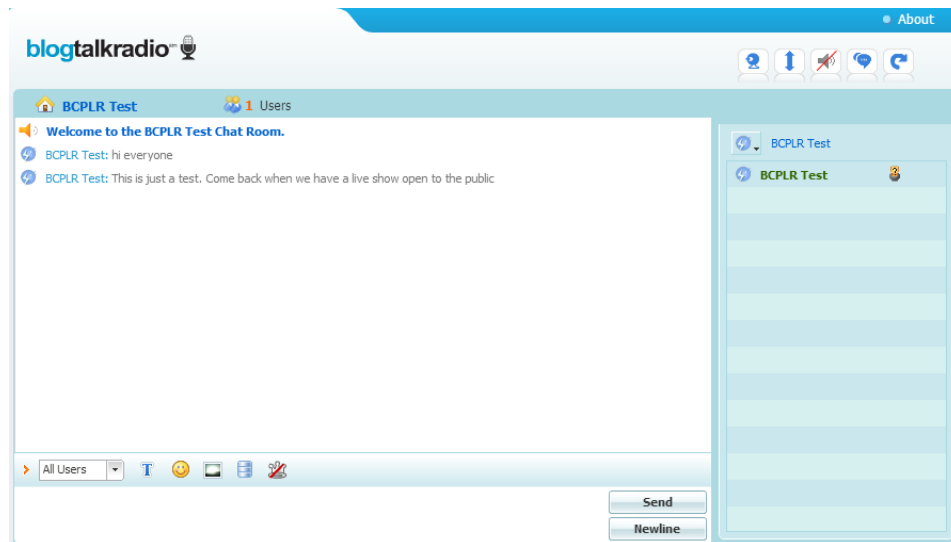 About
blogtalkradio
BCPLR Test
1 Users
Welcome to the BCPLR Test Chat Room.
BCPLR Test: hi everyone
BCPLR Test: This is just a test. Come back when we have a live show open to the public
BCPLR Test
BCPLR Test
All Users
T
Send
Newline